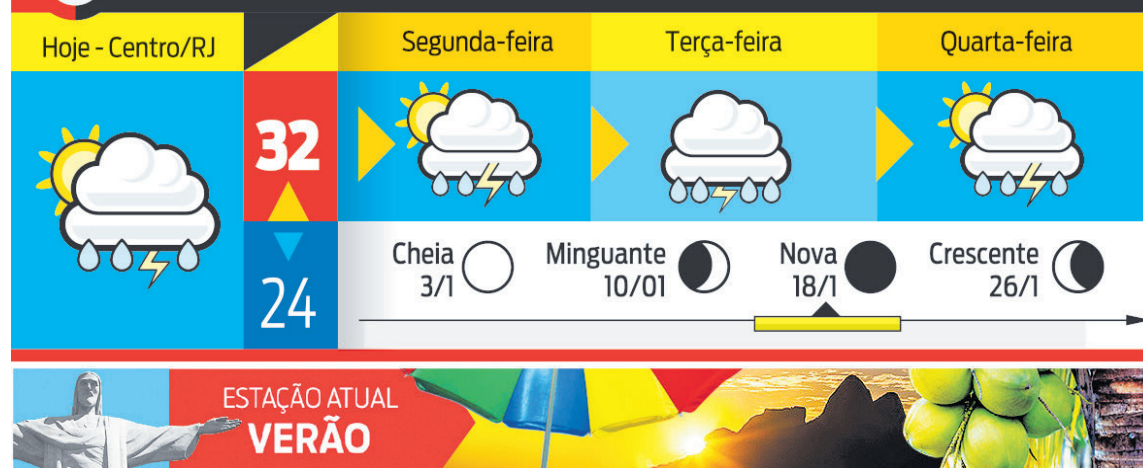 Hoje - Centro/RJ
Segunda-feira
Terça-feira
Quarta-feira
32
24
Cheia
3/1
Minguante
10/01
Nova
18/1
Crescente
26/1
ESTAÇÃO ATUAL
VERÃO